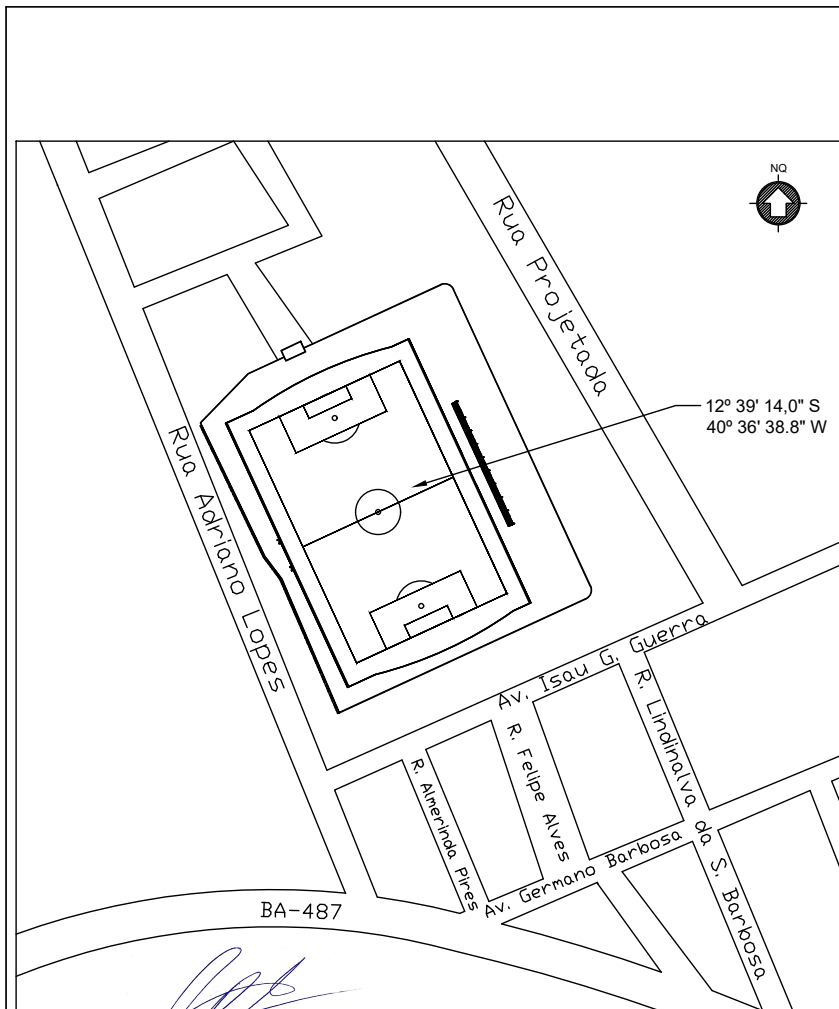 NQ
Rua Projetada
12º 39' 14,0" S
40º 36' 38.8" W
Rua Adriano Lopes
Av. Isau G. Guerra
R. Lindinalva da S. Barbosa
R. Felipe Alves
R. Almerinda Pires
Av. Germano Barbosa
BA-487